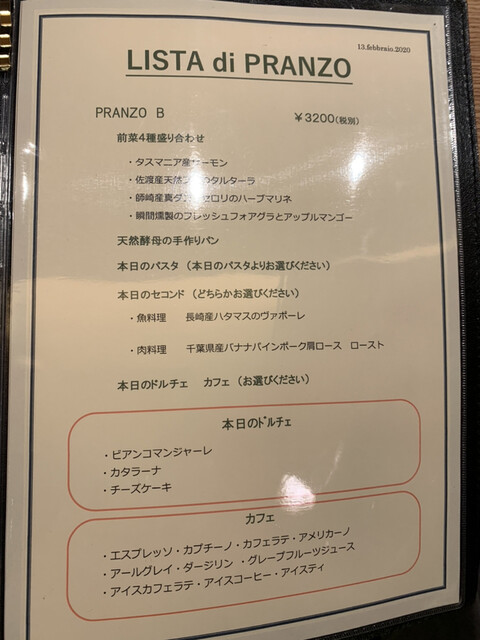 13.febbraio.2020
LISTA di PRANZO
PRANZO B ¥3200(税別)
前菜4種盛り合わせ
・タスマニア産サーモン
・佐渡産天然ブリのタルターラ
・師崎産真ダコとセロリのハーブマリネ
・瞬間燻製のフレッシュフォアグラとアップルマンゴー
天然酵母の手作りパン
本日のパスタ（本日のパスタよりお選びください）
本日のセコンド（どちらかお選びください）
・魚料理 長崎産ハタマスのヴァポーレ
・肉料理 千葉県産バナナパインポーク肩ロース ロースト
本日のドルチェ カフェ（お選びください）
本日のﾄﾞﾙﾁｪ
・ビアンコマンジャーレ
・カタラーナ
・チーズケーキ
カフェ
・エスプレッソ・カプチーノ・カフェラテ・アメリカーノ
・アールグレイ・ダージリン・グレープフルーツジュース
・アイスカフェラテ・アイスコーヒー・アイスティ